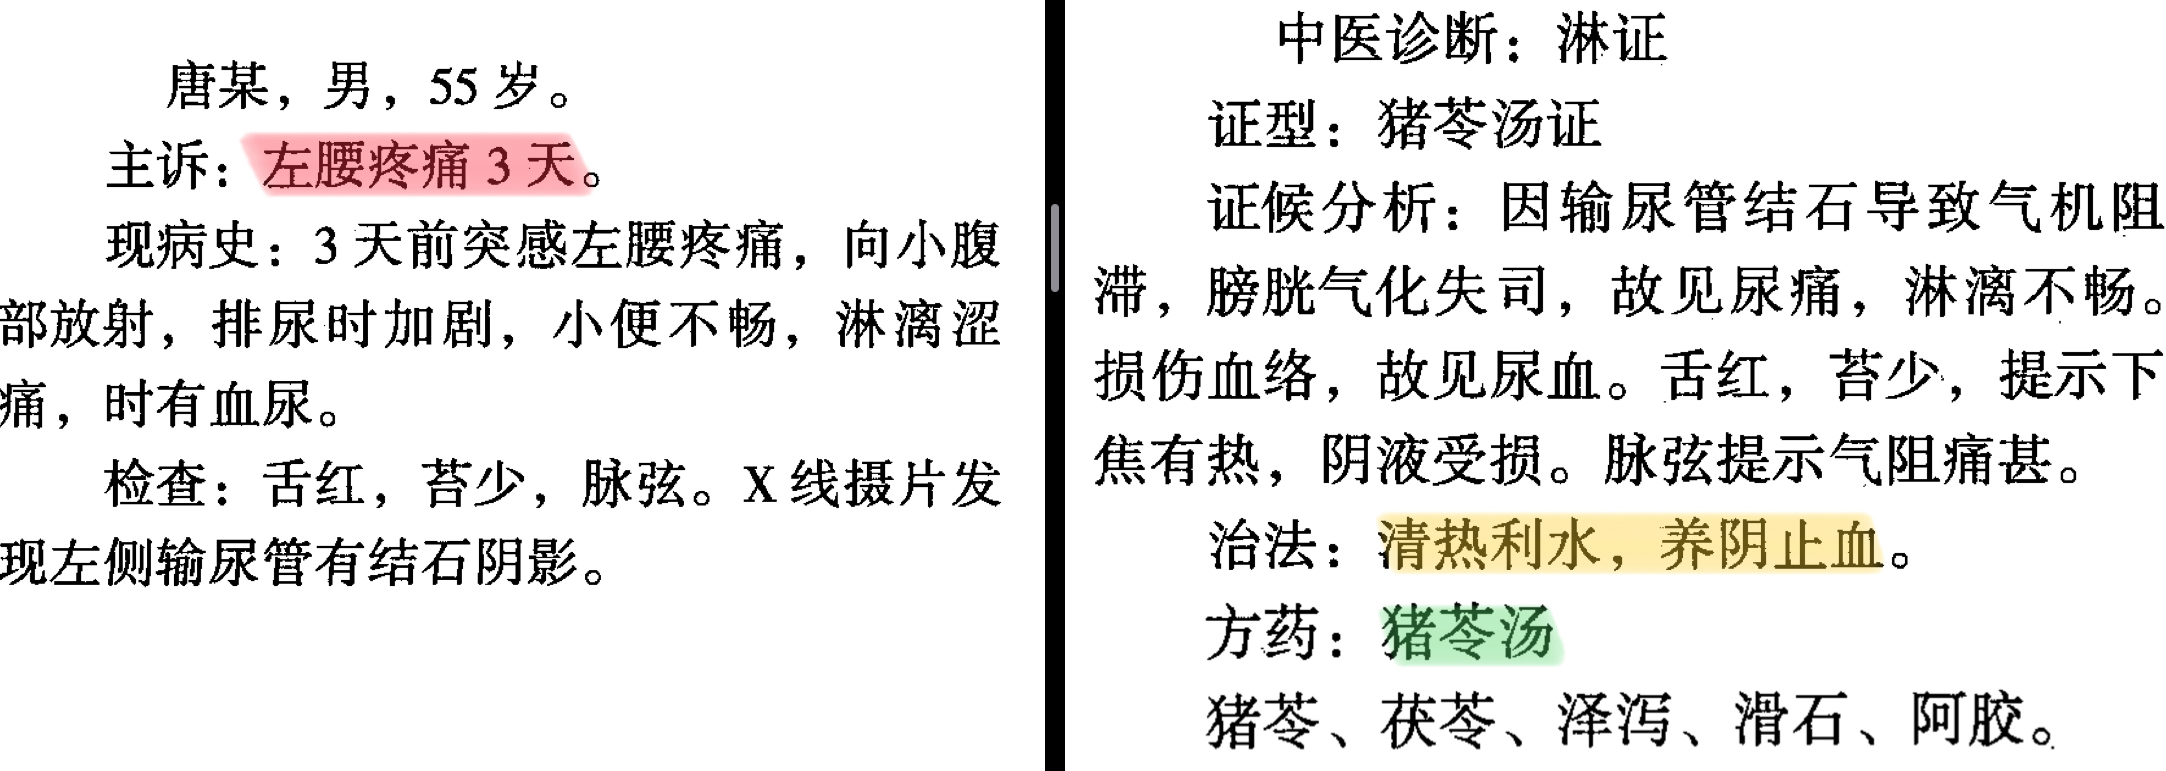 唐某，男，55 岁。
主诉：左腰疼痛 3 天。
现病史：3 天前突感左腰疼痛，向小腹
部放射，排尿时加剧，小便不畅，淋漓涩
痛，时有血尿。
检查：舌红，苔少，脉弦。X 线摄片发
现左侧输尿管有结石阴影。
中医诊断：淋证
证型：猪苓汤证
证候分析：因输尿管结石导致气机阻
滞，膀胱气化失司，故见尿痛，淋漓不畅。
损伤血络，故见尿血。舌红，苔少，提示下
焦有热，阴液受损。脉弦提示气阻痛甚。
治法：清热利水，养阴止血。
方药：猪苓汤
猪苓、茯苓、泽泻、滑石、阿胶。